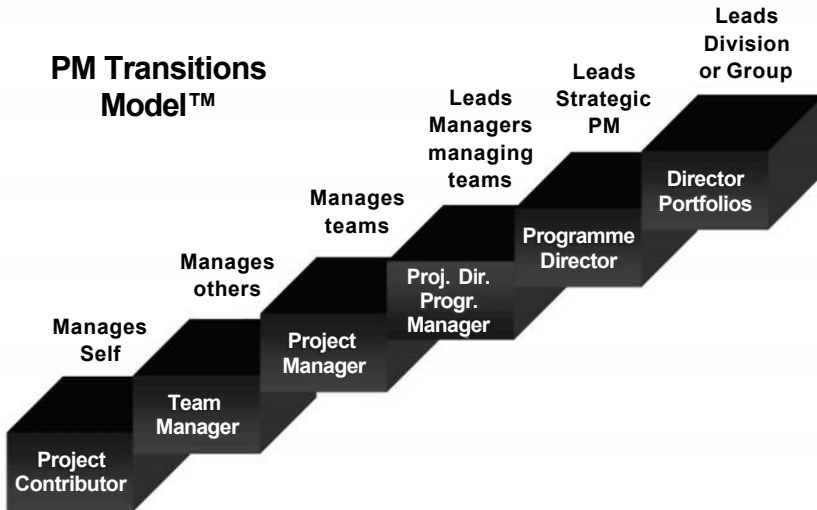 PM Transitions
Model™
Leads
Division
or Group
Leads
Strategic
PM
Leads
Managers
managing
teams
Manages
teams
Manages
others
Manages
Self
Director
Portfolios
Programme
Director
Proj. Dir.
Progr.
Manager
Project
Manager
Team
Manager
Project
Contributor